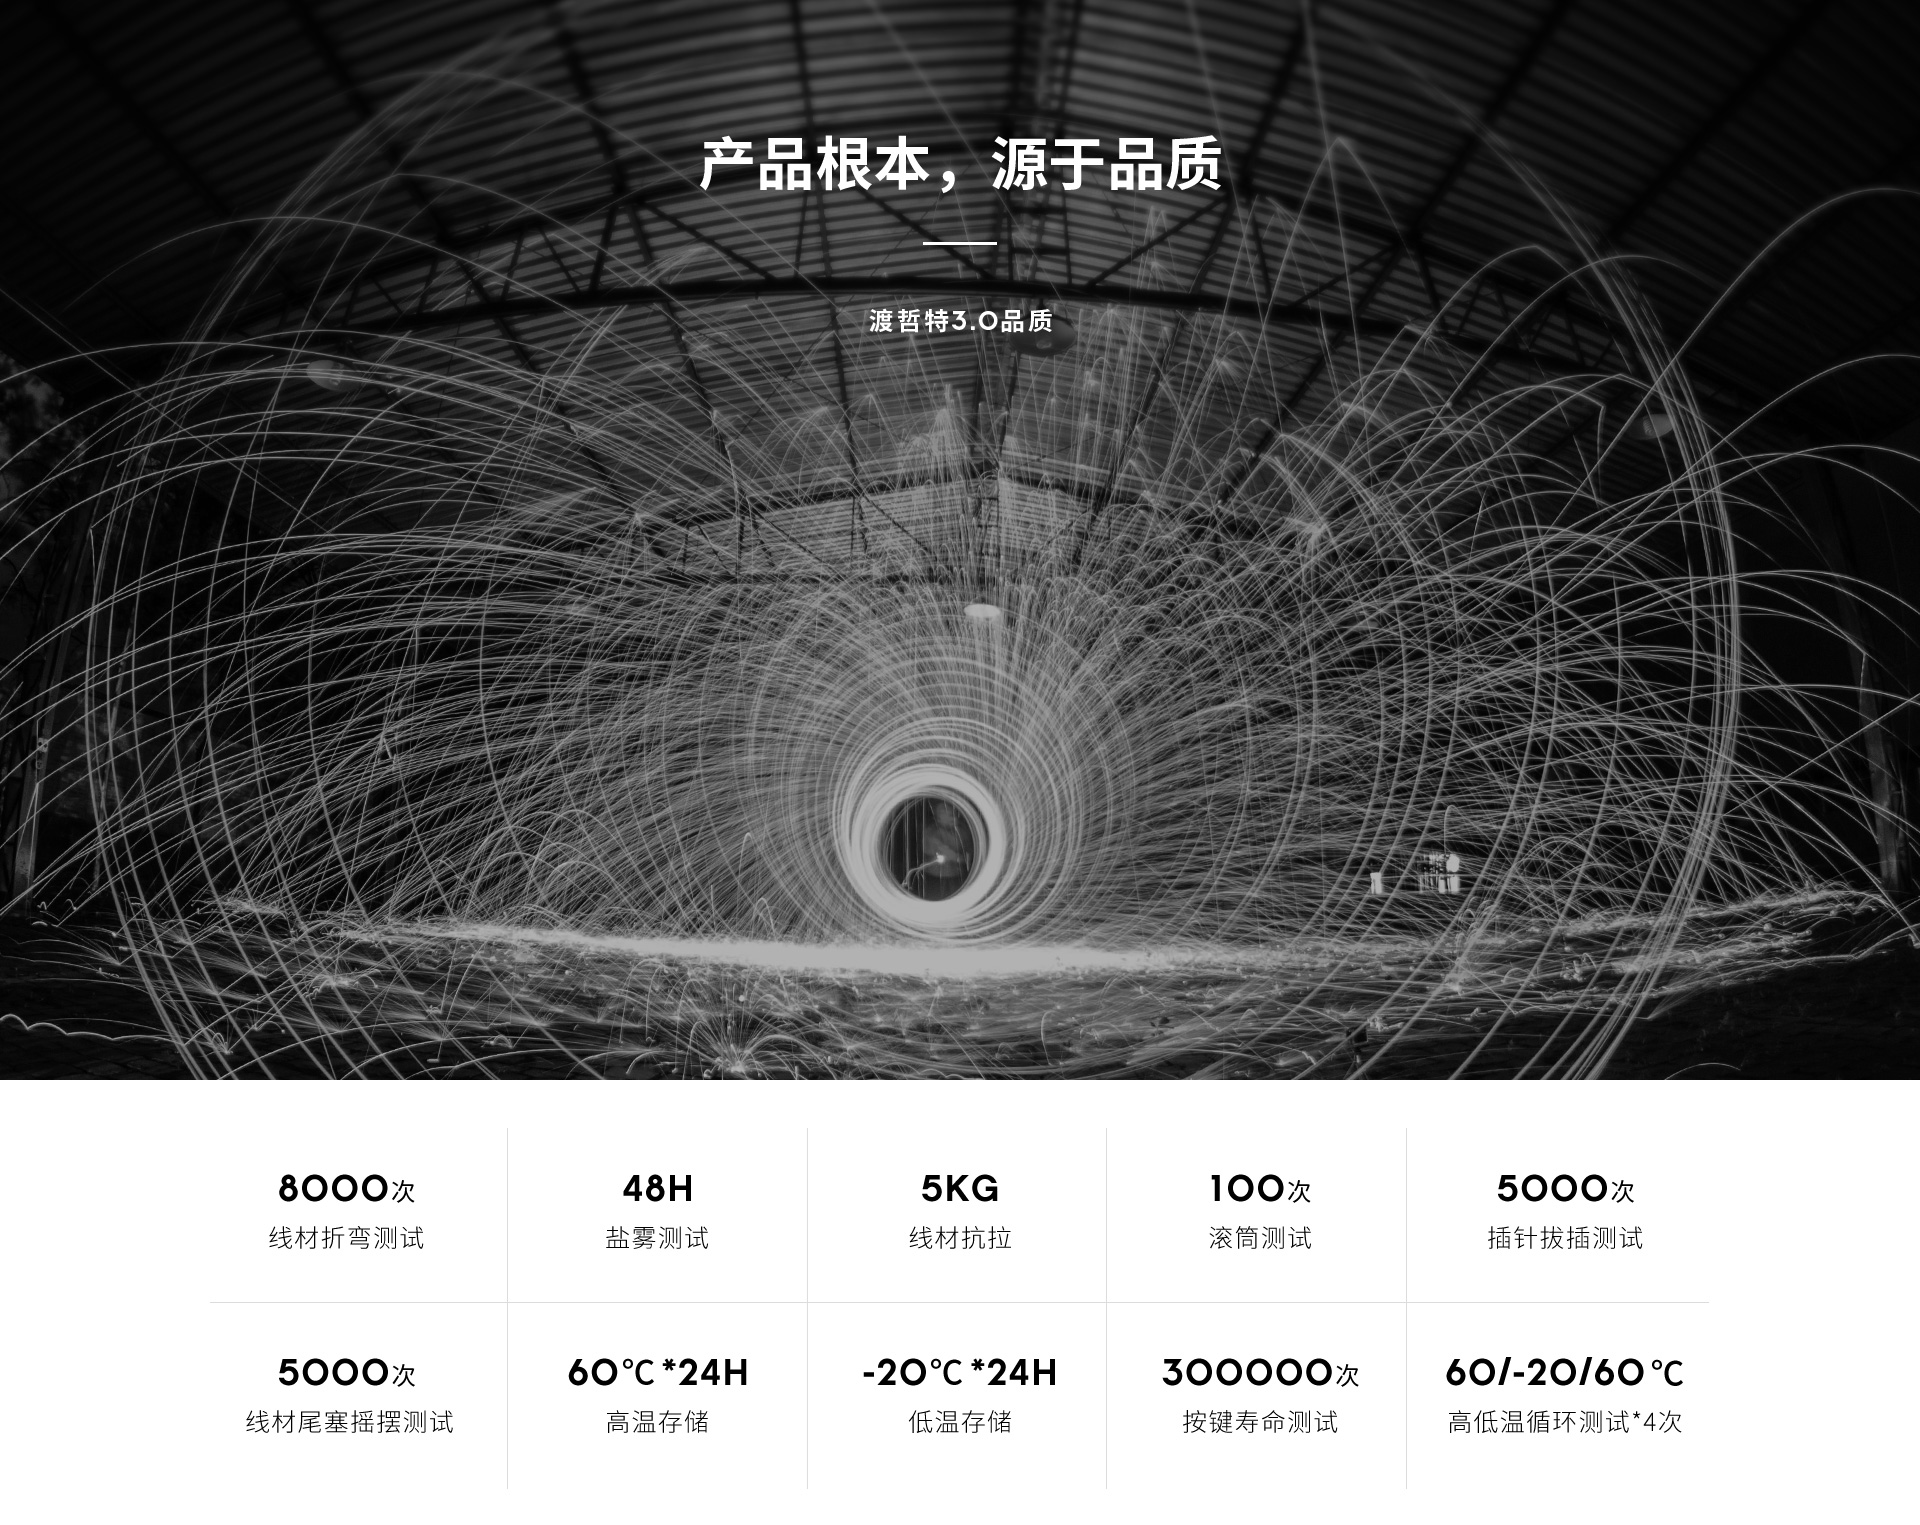 产品根本，源于品质
渡哲特3.0品质
8000次
线材折弯测试
48H
盐雾测试
5KG
线材抗拉
100次
滚筒测试
5000次
插针拔插测试
5000次
线材尾塞摇摆测试
60℃ *24H
高温存储
-20℃ *24H
低温存储
300000次
按键寿命测试
60/-20/60 ℃
高低温循环测试*4次